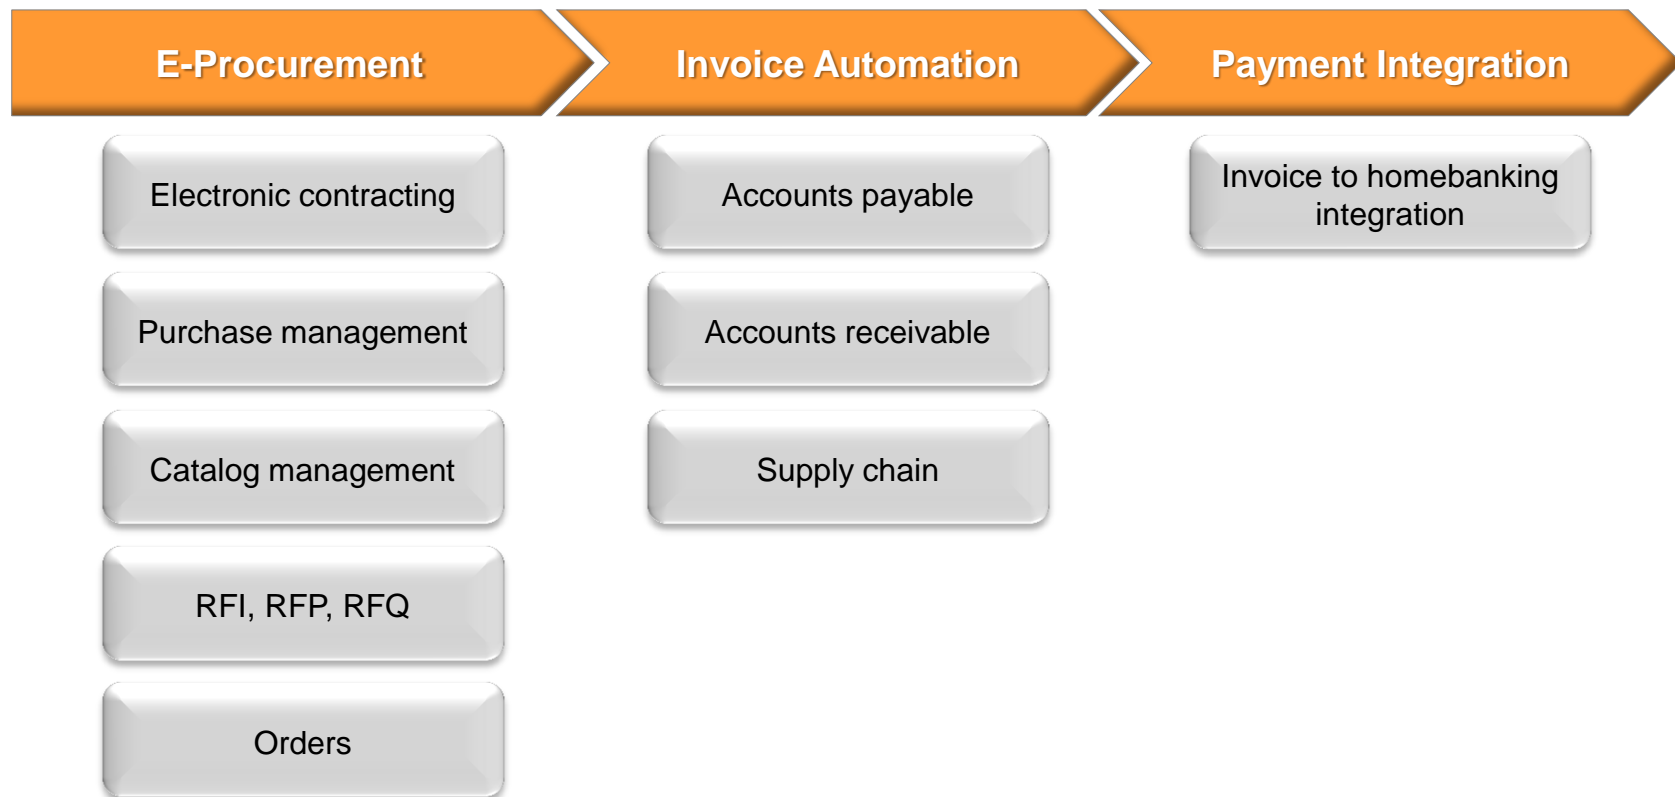 E-Procurement
Invoice Automation
Payment Integration
Electronic contracting
Purchase management
Catalog management
RFI, RFP, RFQ
Orders
Accounts payable
Accounts receivable
Supply chain
Invoice to homebanking
integration